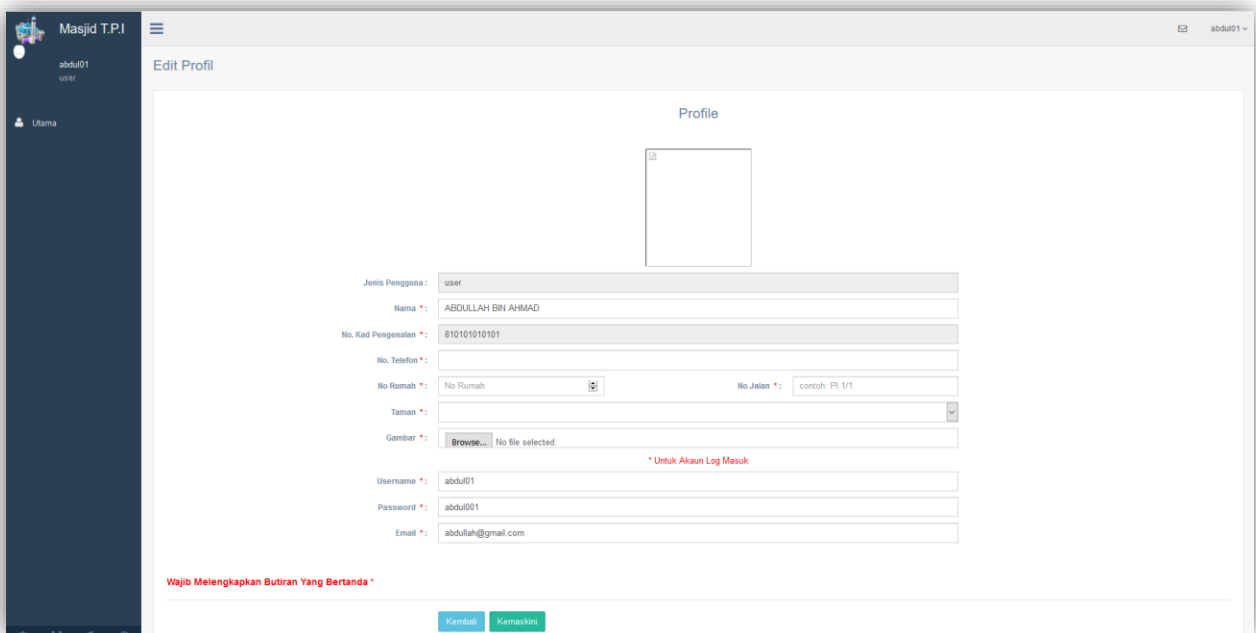 Masjid T.P.I
abdul01
abdul01
user
Edit Profil
Utama
Profile
Jenis Pengguna : user
Nama * : ABDULLAH BIN AHMAD
No. Kad Pengenalan * : 810101010101
No. Telefon * :
No Rumah * : No Rumah No Jalan * : contoh: PI 1/1
Taman * :
Gambar * : Browse... No file selected.
* Untuk Akaun Log Masuk
Username * : abdul01
Password * : abdul001
Email * : abdullah@gmail.com
Wajib Melengkapkan Butiran Yang Bertanda *
Kembali Kemaskini